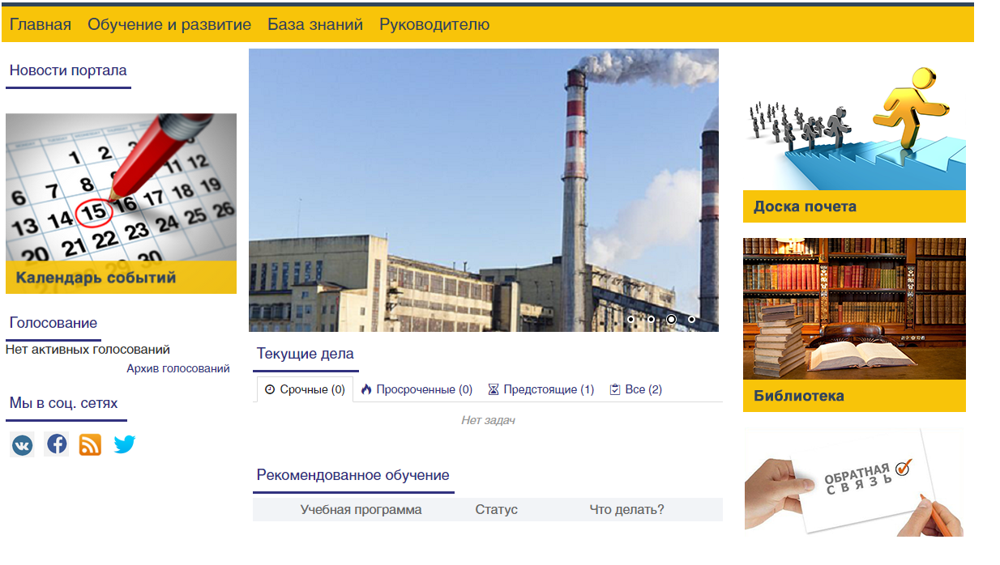 Главная Обучение и развитие База знаний Руководителю
Новости портала
1 2
6 7 8 11 12
13 14 15 16 17 18 19
20 21 22 23 24 25 26
29 30
Календарь событий
Голосование
Нет активных голосований
Архив голосований
Мы в соц. сетях
Текущие дела
Срочные (0) Просроченные (0) Предстоящие (1) Все (2)
Нет задач
Рекомендованное обучение
Учебная программа Статус Что делать?
Доска почета
Библиотека
ОБРАТНАЯ
СВЯЗЬ